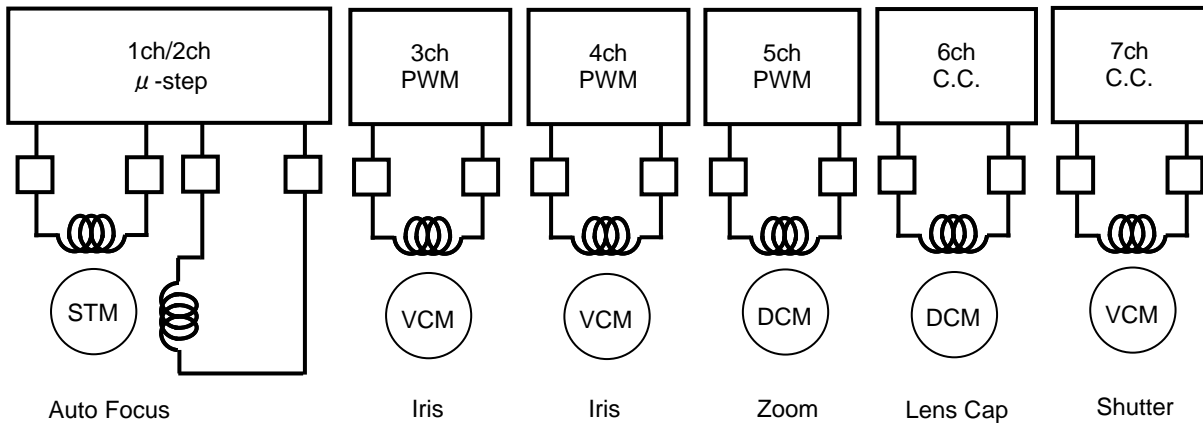 1ch/2ch
μ-step
3ch
PWM
4ch
PWM
5ch
PWM
6ch
C.C.
7ch
C.C.
STM
VCM
VCM
DCM
DCM
VCM
Auto Focus
Iris
Iris
Zoom
Lens Cap
Shutter